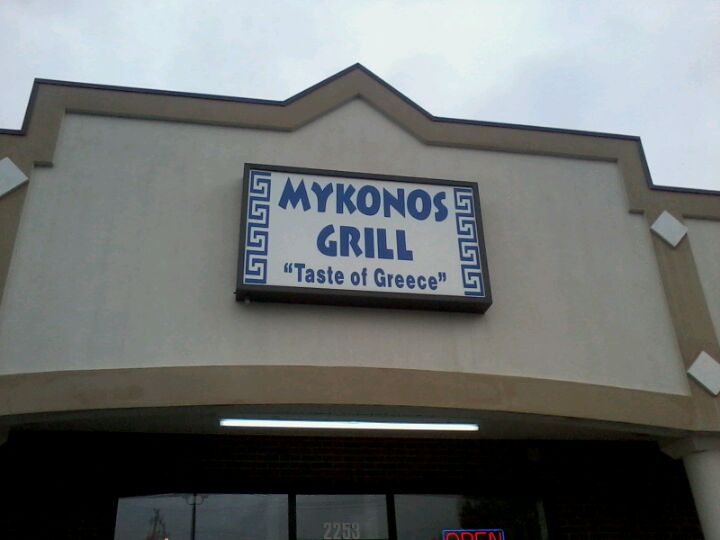 MYKONOS
GRILL
“Taste of Greece”
2253
OPEN